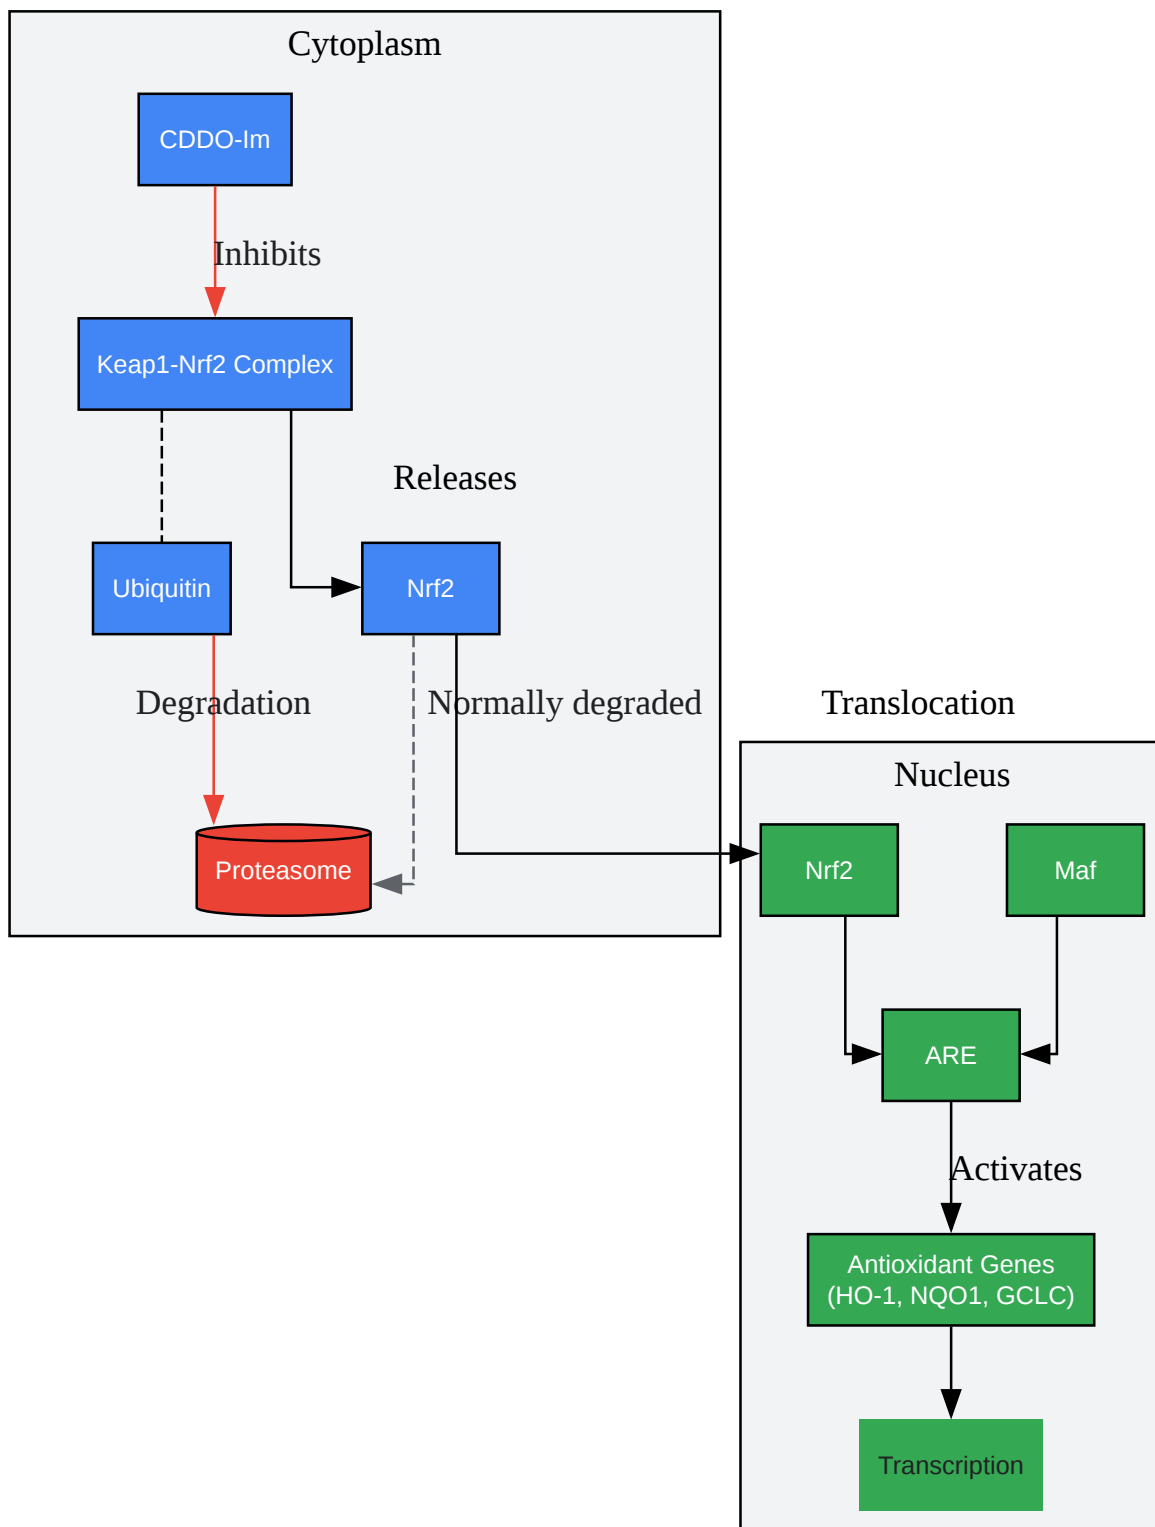 Cytoplasm
CDDO-Im
Inhibits
Keap1-Nrf2 Complex
Releases
Ubiquitin
Nrf2
Degradation
Normally degraded
Translocation
Nucleus
Proteasome
Nrf2
Maf
ARE
Activates
Antioxidant Genes
(HO-1, NQO1, GCLC)
Transcription